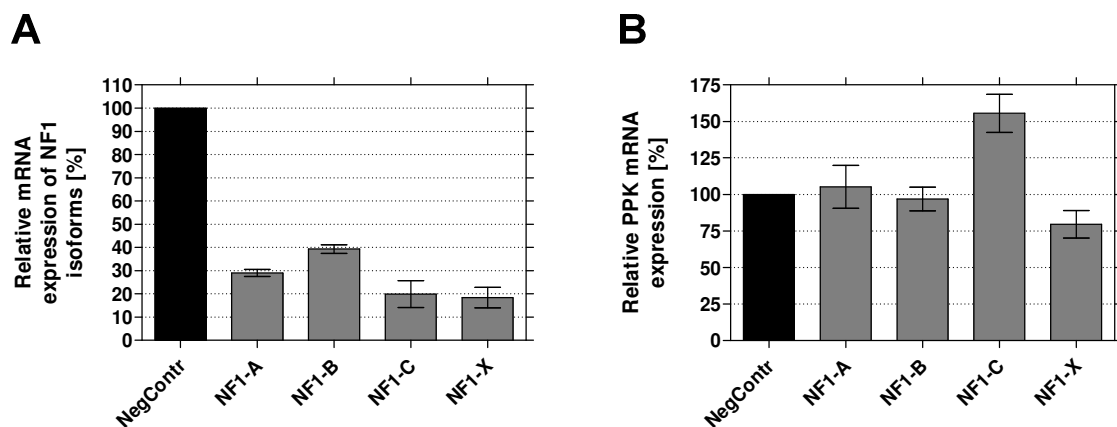 A
Relative mRNA
expression of NF1
isoforms [%]
110
100
90
80
70
60
50
40
30
20
10
0
NegContr
NF1-A
NF1-B
NF1-C
NF1-X
B
Relative PPK mRNA
expression [%]
175
150
125
100
75
50
25
0
NegContr
NF1-A
NF1-B
NF1-C
NF1-X